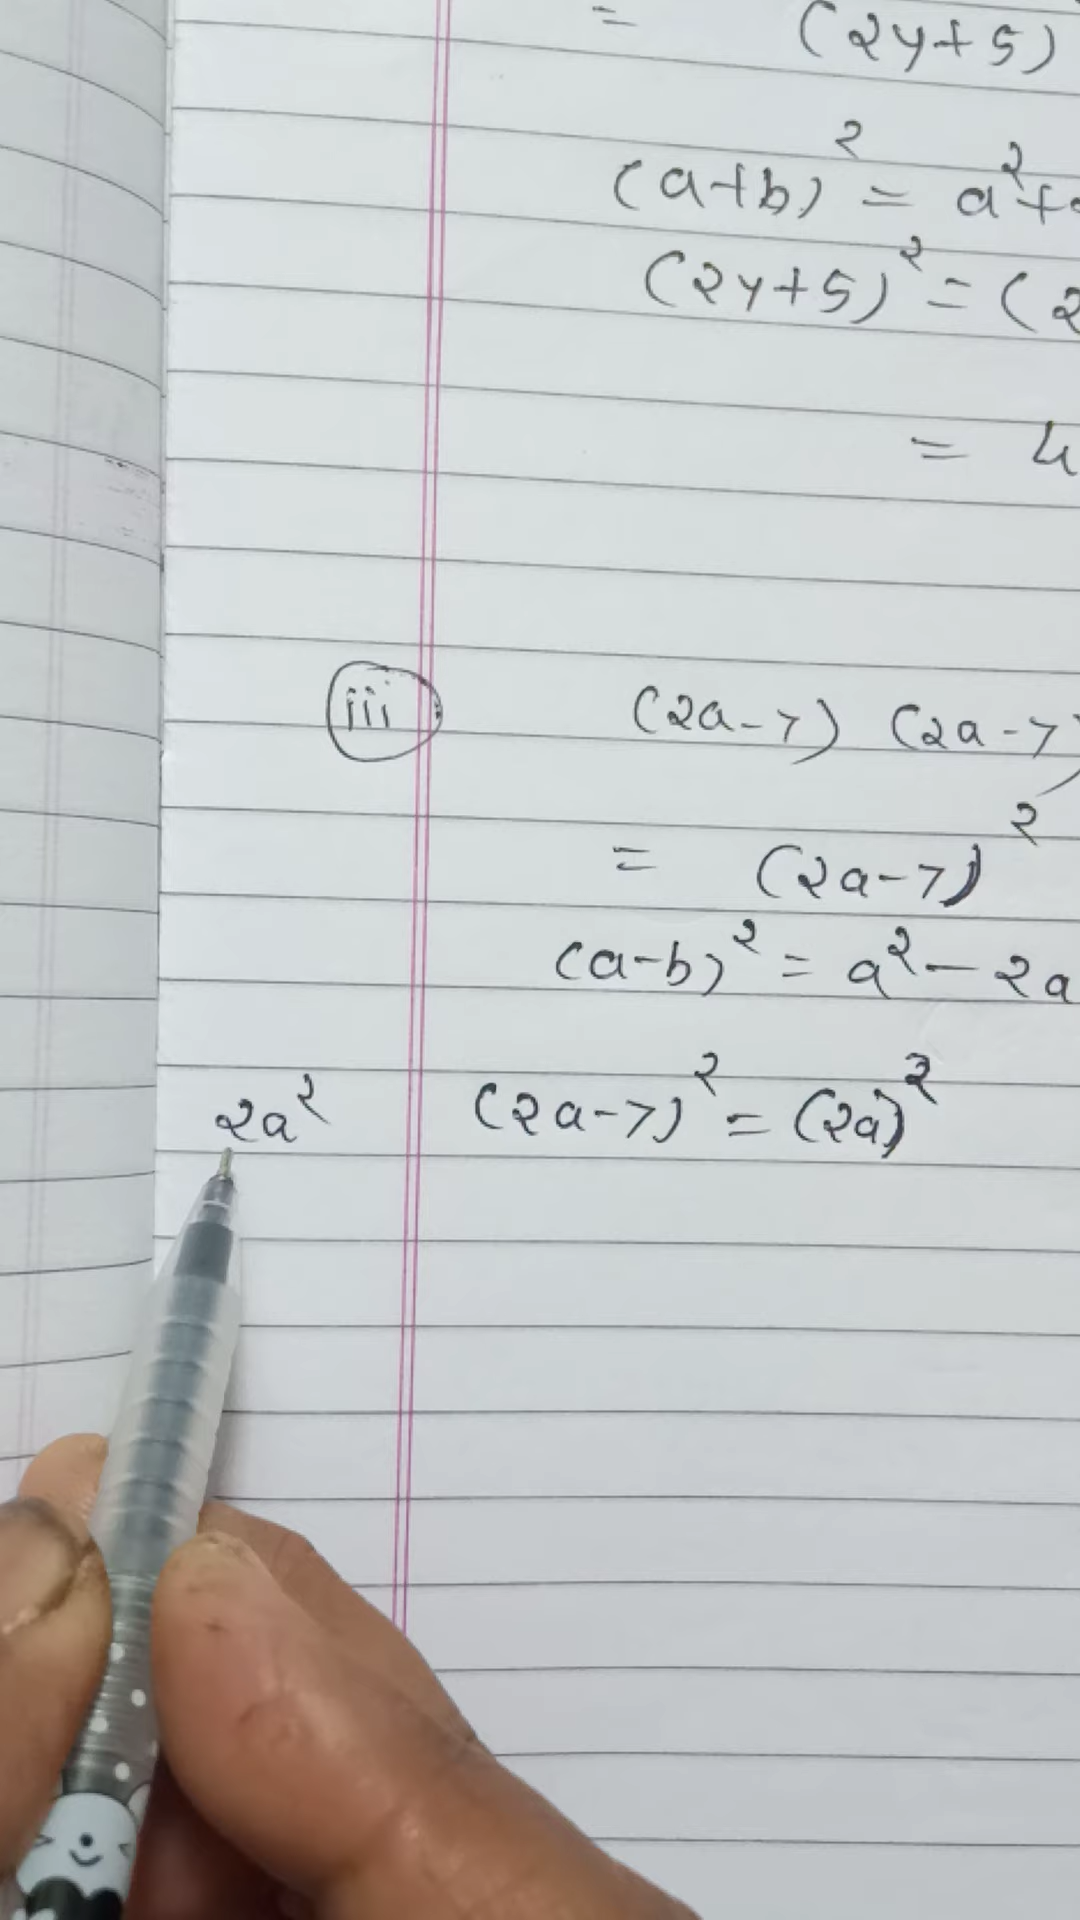 = (2y+5)
(a+b)² = a²+
(2y+5)² = (2
= 4
iii (2a-7) (2a-7)
= (2a-7)²
(a-b)² = a² - 2a
2a² (2a-7)² = (2a)²